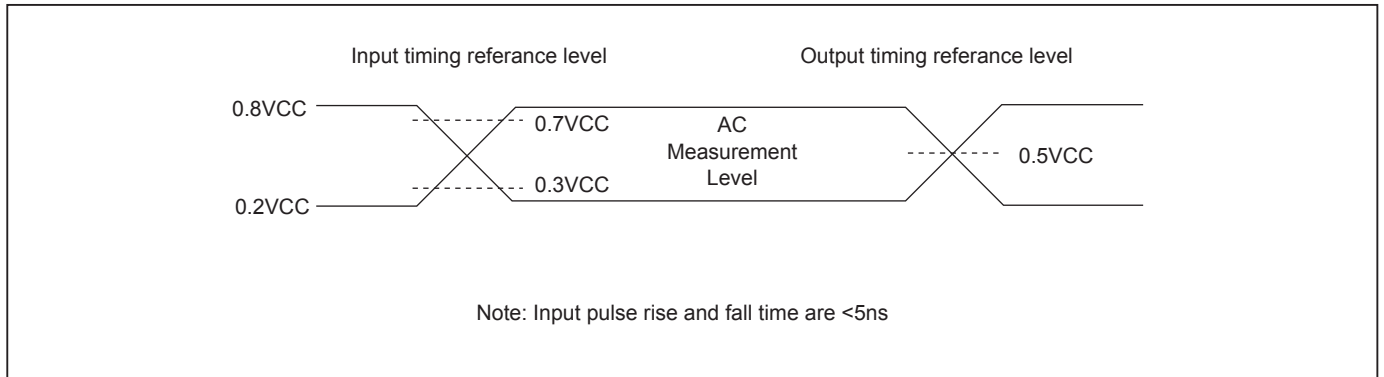 Input timing referance level
Output timing referance level
0.8VCC
0.7VCC
AC
Measurement
Level
0.5VCC
0.3VCC
0.2VCC
Note: Input pulse rise and fall time are <5ns